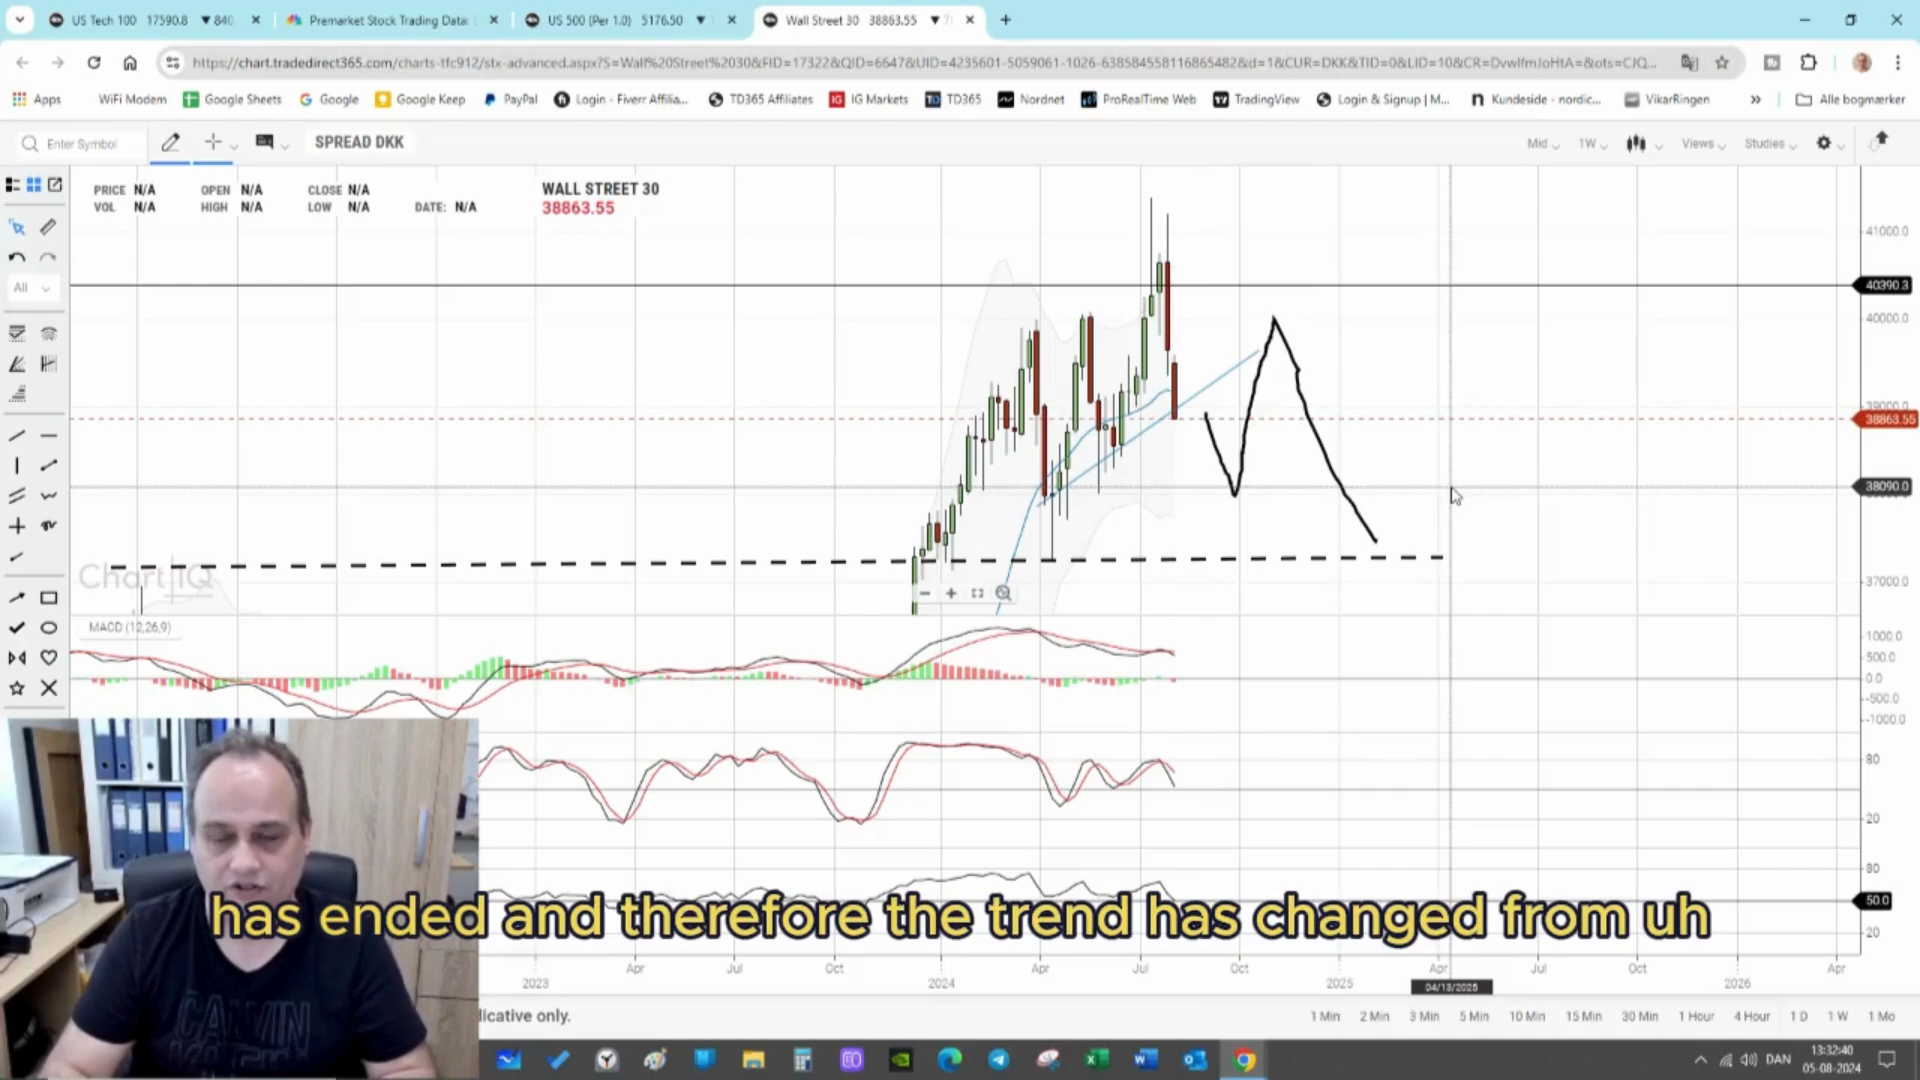 US Tech 100 17590.8 ▼ 840
Premarket Stock Trading Data
US 500 (Per 1.0) 5176.50 ▼
Wall Street 30 38863.55 ▼
https://chart.tradedirect365.com/charts-tfc912/stx-advanced.aspx?S=Wall%20Street%2030&FID=17322&QID=6647&UID=4235601-5059061-1026-638584558116865482&d=1&CUR=DKK&TID=0&LID=10&CR=DvwlfmJoHtA=&ots=CJQ...
Apps WiFi Modem Google Sheets Google Google Keep PayPal Login - Fiverr Affilia... TD365 Affiliates IG Markets TD365 Nordnet ProRealTime Web TradingView Login & Signup | M... Kundeside - nordic... VikarRingen » Alle bogmærker
Enter Symbol SPREAD DKK Mid 1W Views Studies
PRICE N/A OPEN N/A CLOSE N/A WALL STREET 30
VOL N/A HIGH N/A LOW N/A DATE: N/A 38863.55
All
41000.0
40390.3
40000.0
39000.0
38863.55
38090.0
Chart IQ
37000.0
MACD (12,26,9)
1000.0
500.0
0.0
-500.0
-1000.0
80
20
80
50.0
20
has ended and therefore the trend has changed from uh
2023 Apr Jul Oct 2024 Apr Jul Oct 2025 Apr Jul Oct 2026 Apr
04/13/2025
dicative only.
1 Min 2 Min 3 Min 5 Min 10 Min 15 Min 30 Min 1 Hour 4 Hour 1 D 1 W 1 Mo
CALVIN
DAN
13:32:40
05-08-2024